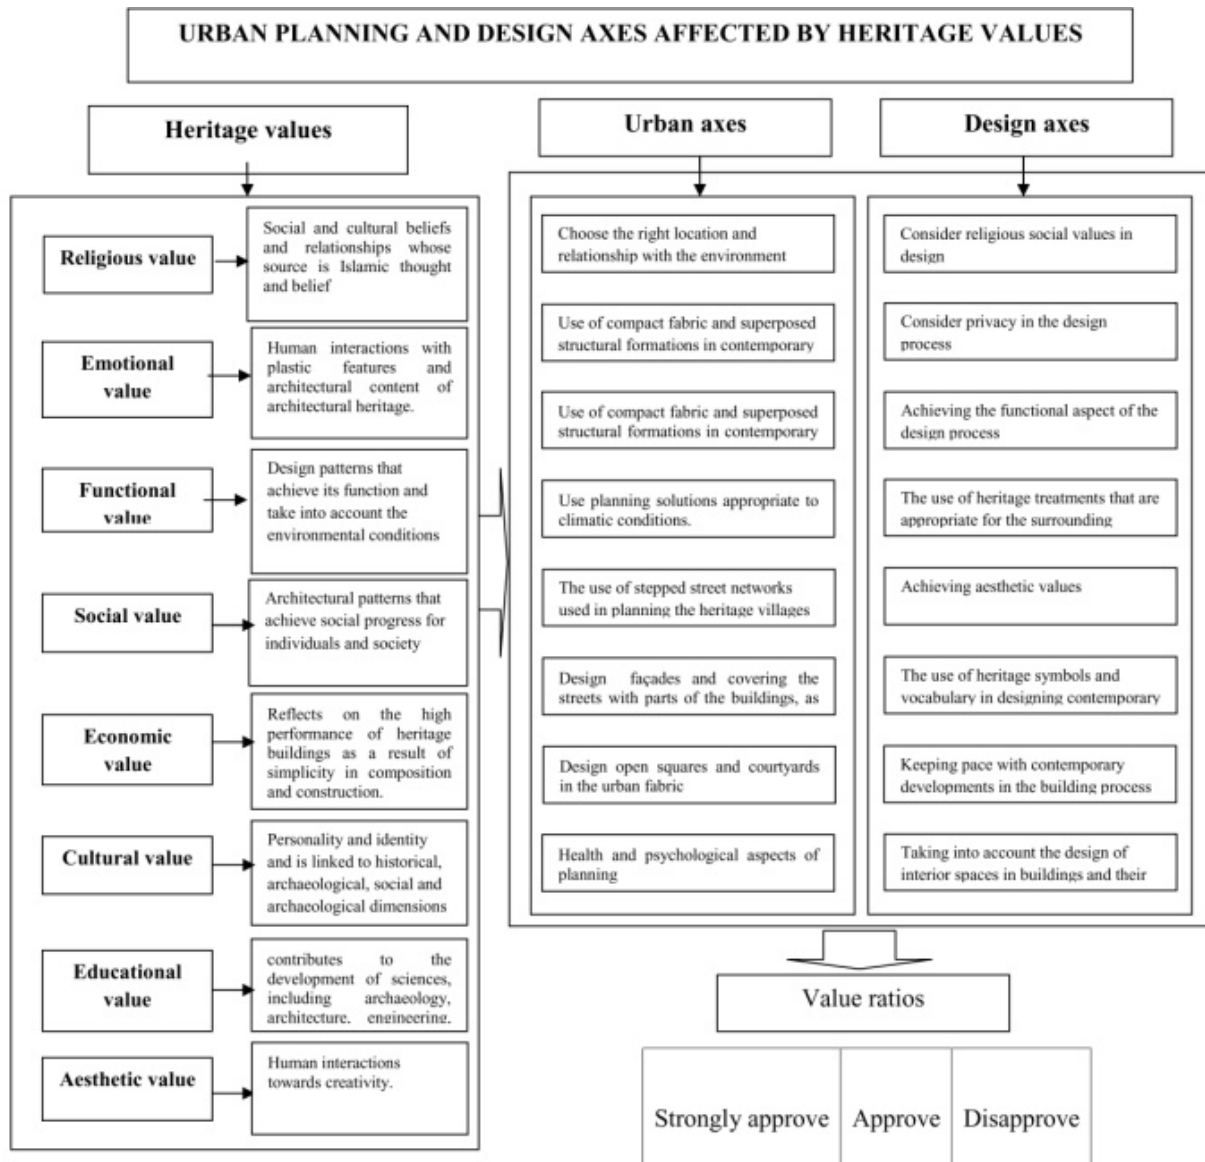 URBAN PLANNING AND DESIGN AXES AFFECTED BY HERITAGE VALUES
Heritage values
Religious value
Social and cultural beliefs
and relationships whose
source is Islamic thought
and belief
Emotional
value
Human interactions with
plastic features and
architectural content of
architectural heritage.
Functional
value
Design patterns that
achieve its function and
take into account the
environmental conditions
Social value
Architectural patterns that
achieve social progress for
individuals and society
Economic
value
Reflects on the high
performance of heritage
buildings as a result of
simplicity in composition
and construction.
Cultural value
Personality and identity
and is linked to historical,
archaeological, social and
archaeological dimensions
Educational
value
contributes to the
development of sciences,
including archaeology,
architecture, engineering,
Aesthetic value
Human interactions
towards creativity.
Urban axes
Choose the right location and
relationship with the environment
Use of compact fabric and superposed
structural formations in contemporary
Use of compact fabric and superposed
structural formations in contemporary
Use planning solutions appropriate to
climatic conditions.
The use of stepped street networks
used in planning the heritage villages
Design façades and covering the
streets with parts of the buildings, as
Design open squares and courtyards
in the urban fabric
Health and psychological aspects of
planning
Design axes
Consider religious social values in
design
Consider privacy in the design
process
Achieving the functional aspect of the
design process
The use of heritage treatments that are
appropriate for the surrounding
Achieving aesthetic values
The use of heritage symbols and
vocabulary in designing contemporary
Keeping pace with contemporary
developments in the building process
Taking into account the design of
interior spaces in buildings and their
Value ratios
Strongly approve
Approve
Disapprove